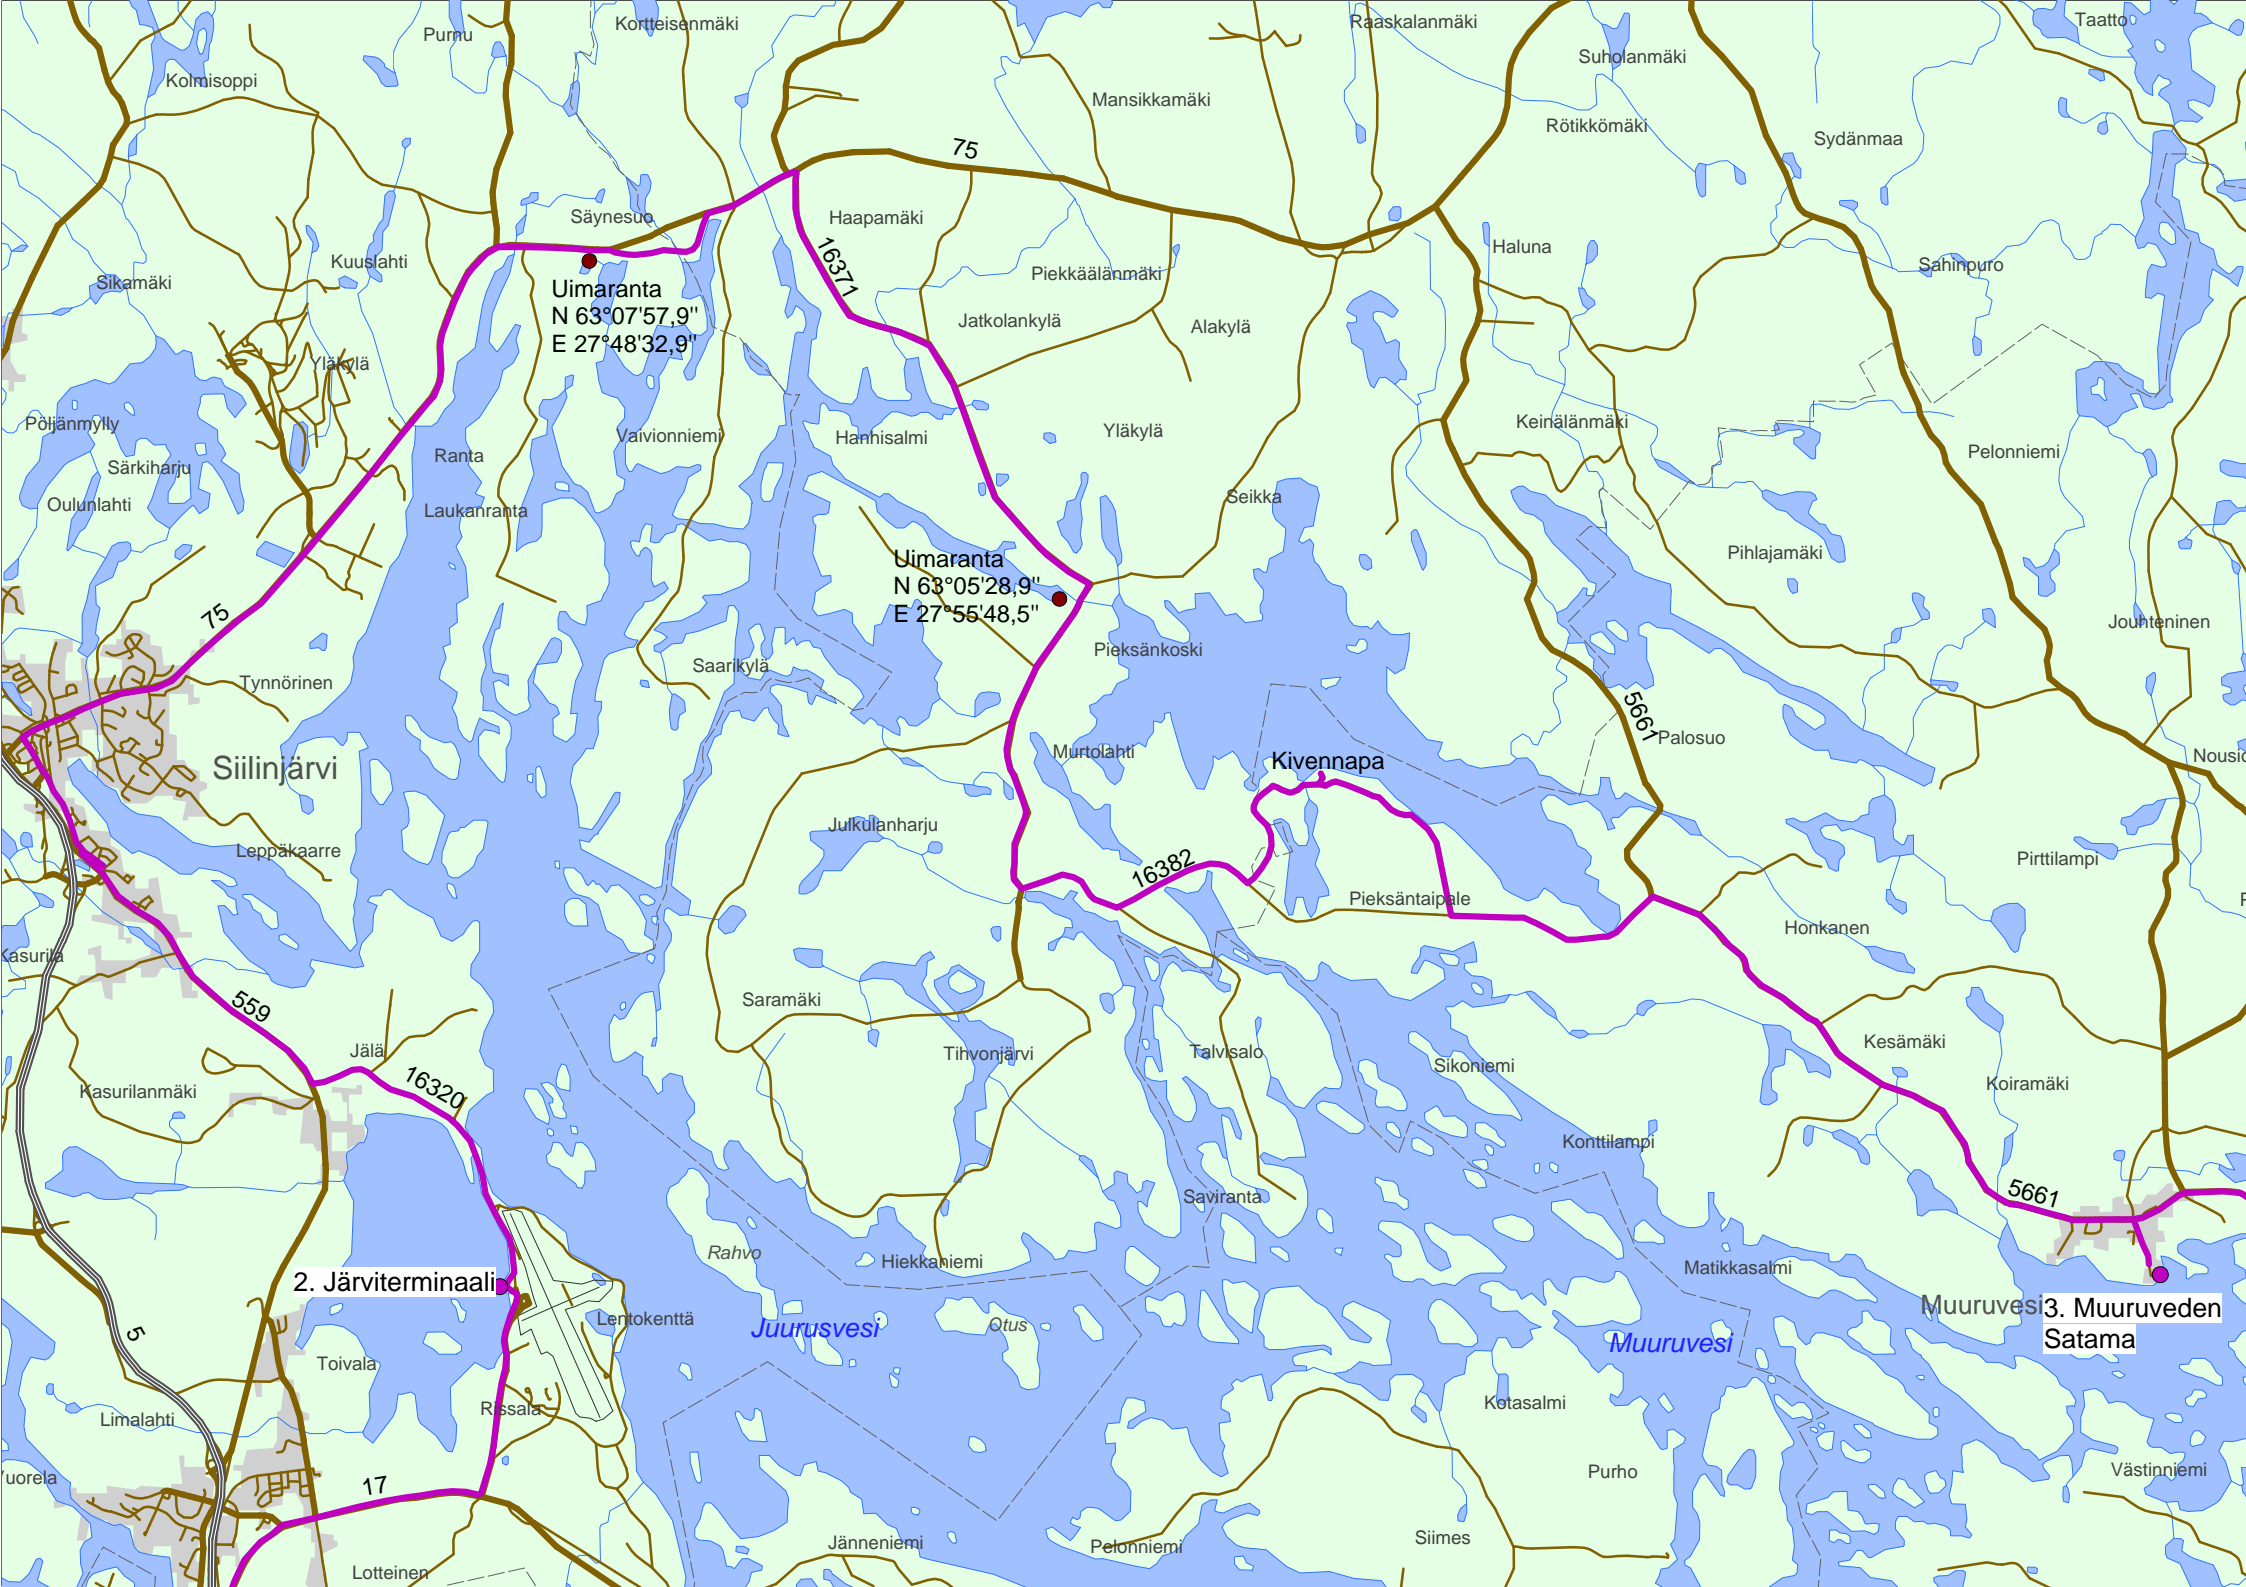 Kortteisenmäki
Raaskalanmäki
Taatto
Purnu
Suholanmäki
Kolmisoppi
Mansikkamäki
Rötikkömäki
Sydänmaa
75
Säynesuo
Haapamäki
Haluna
Kuuslahti
Sikamäki
16371
Piekkäälänmäki
Sahinpuro
Uimaranta
N 63°07'57,9"
E 27°48'32,9"
Jatkolankylä
Alakylä
Yläkylä
Pöljänmylly
Vaivionniemi
Hanhisalmi
Yläkylä
Keinälänmäki
Ranta
Särkiharju
Pelonniemi
Oulunlahti
Laukanranta
Seikka
Uimaranta
N 63°05'28,9"
E 27°55'48,5"
Pihlajamäki
75
Jouhteninen
Pieksänkoski
Saarikylä
Tynnörinen
5661
Palosuo
Siilinjärvi
Murtolahti
Kivennapa
Julkulanharju
Leppäkaarre
16382
Pirttilampi
Pieksäntaipale
Honkanen
Kasurila
559
Saramäki
Jälä
Tihvonjärvi
Talvisalo
Kesämäki
Sikoniemi
Koiramäki
Kasurilanmäki
16320
Konttilampi
Saviranta
5661
Rahvo
Hiekkaniemi
Matikkasalmi
2. Järviterminaali
Lentokenttä
Juurusvesi
Otus
Muuruvesi
Muuruvesi
3. Muuruveden
Satama
5
Toivala
Rissala
Kotasalmi
Limalahti
Purho
Västinniemi
17
Siimes
Jänneniemi
Pelonniemi
Lotteinen